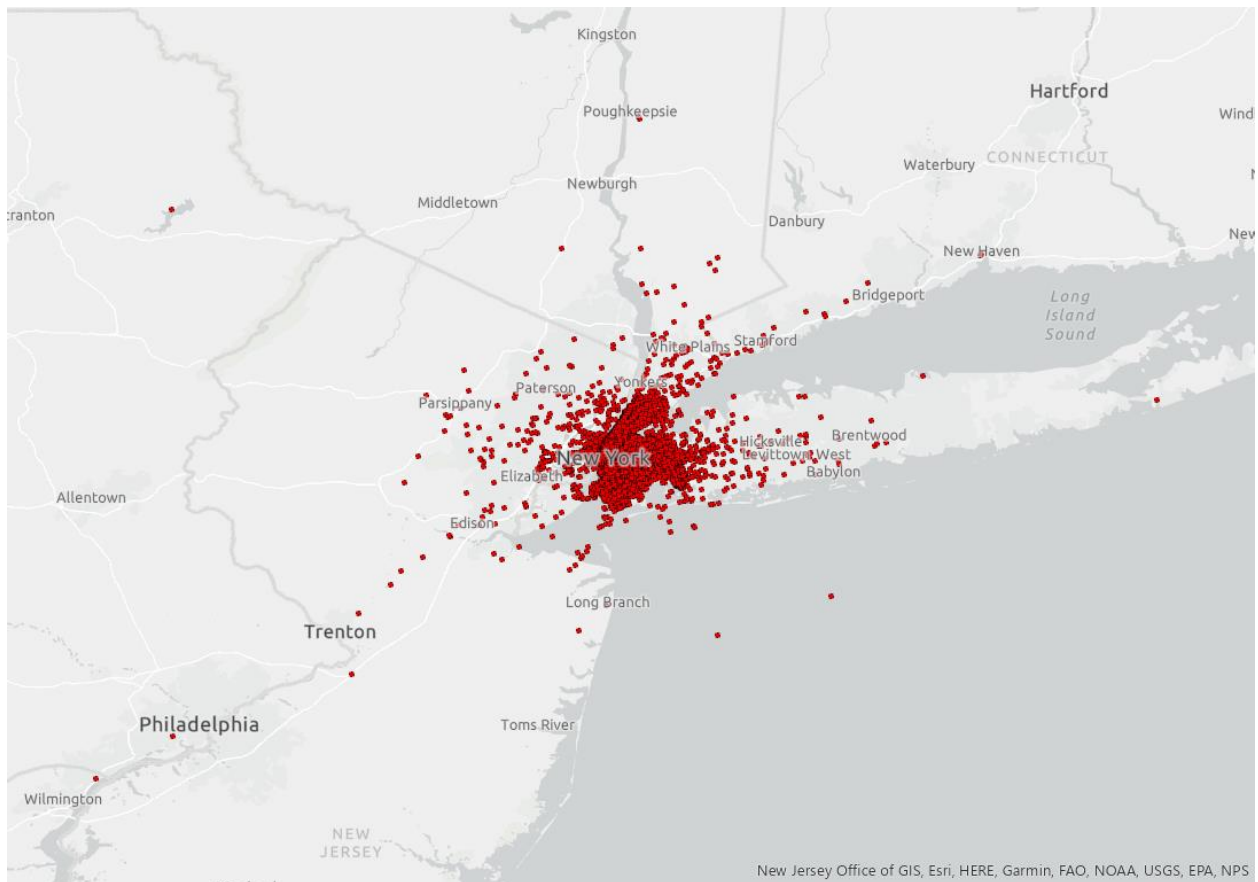 Kingston
Hartford
Poughkeepsie
Wind
Waterbury
CONNECTICUT
Newburgh
Middletown
cranton
Danbury
New
New Haven
Bridgeport
Long
Island
Sound
Stamford
White Plains
Yonkers
Paterson
Parsippany
Hicksville
Brentwood
Levittown West
Babylon
New York
Elizabeth
Allentown
Edison
Long Branch
Trenton
Philadelphia
Toms River
Wilmington
NEW
JERSEY
New Jersey Office of GIS, Esri, HERE, Garmin, FAO, NOAA, USGS, EPA, NPS